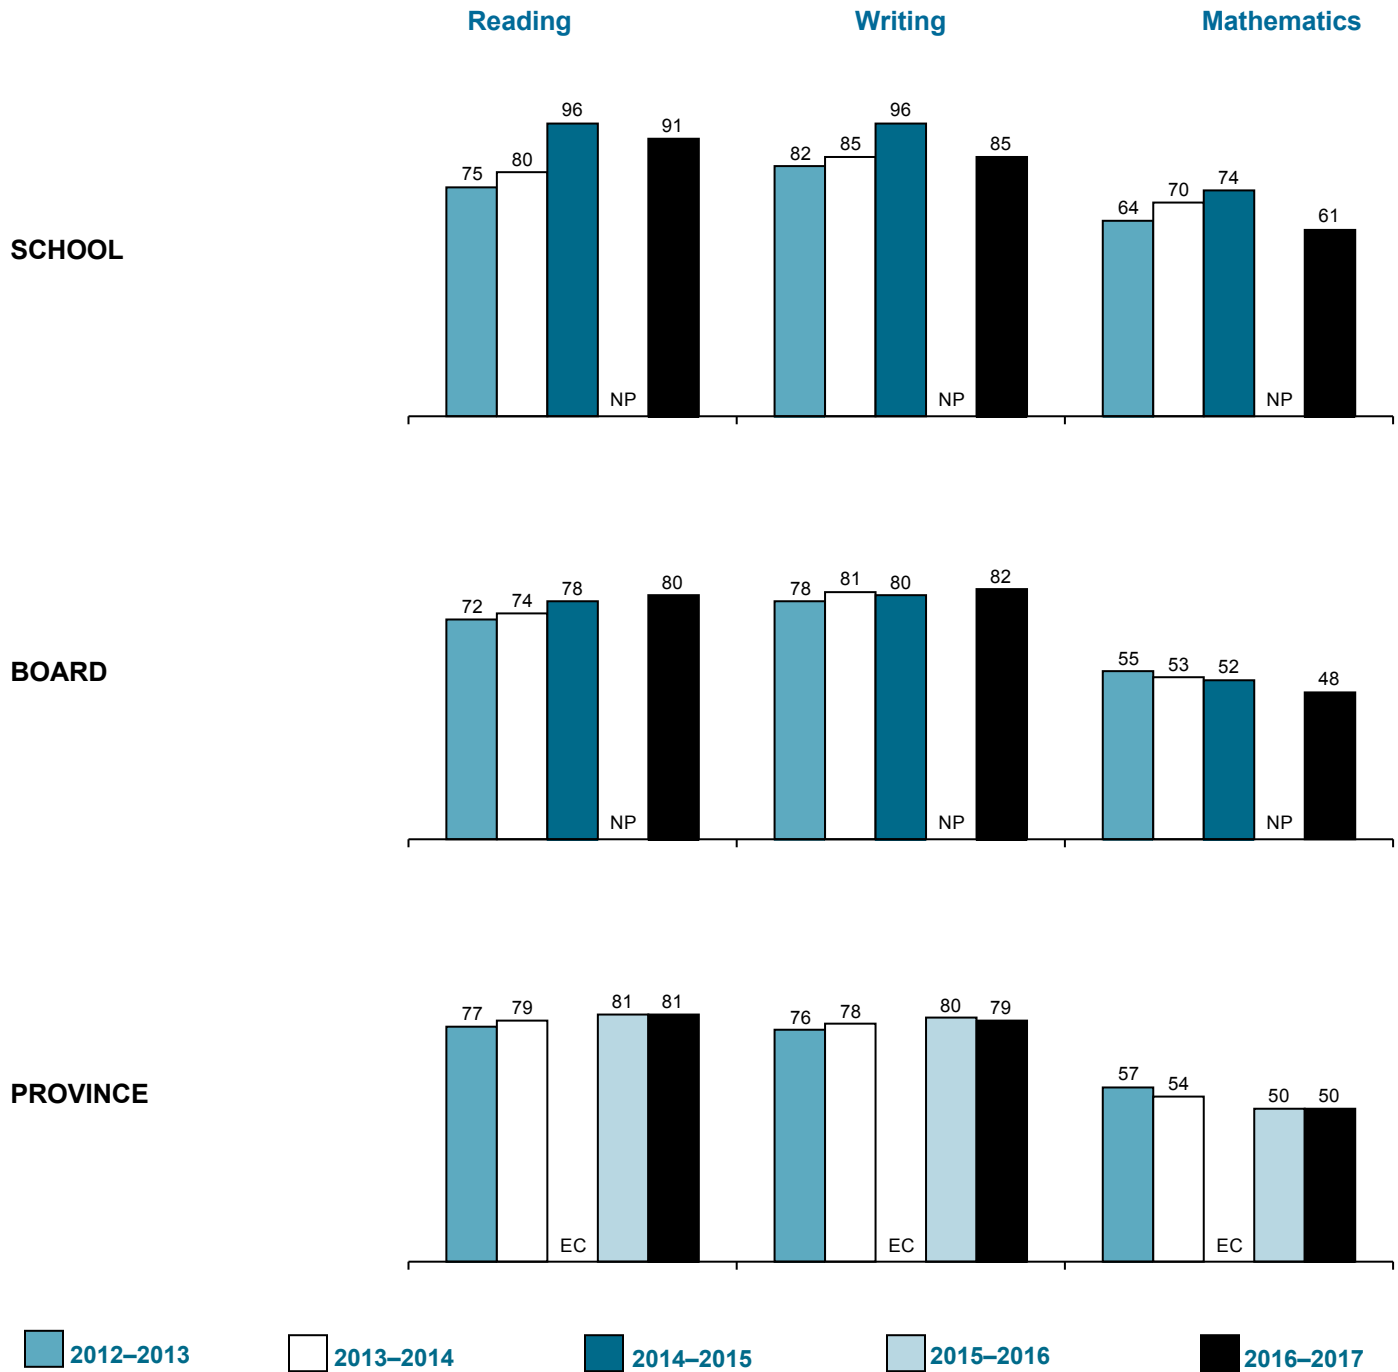 Reading Writing Mathematics
SCHOOL
75 80 96 NP 91
82 85 96 NP 85
64 70 74 NP 61
BOARD
72 74 78 NP 80
78 81 80 NP 82
55 53 52 NP 48
PROVINCE
77 79 EC 81 81
76 78 EC 80 79
57 54 EC 50 50
2012–2013 2013–2014 2014–2015 2015–2016 2016–2017